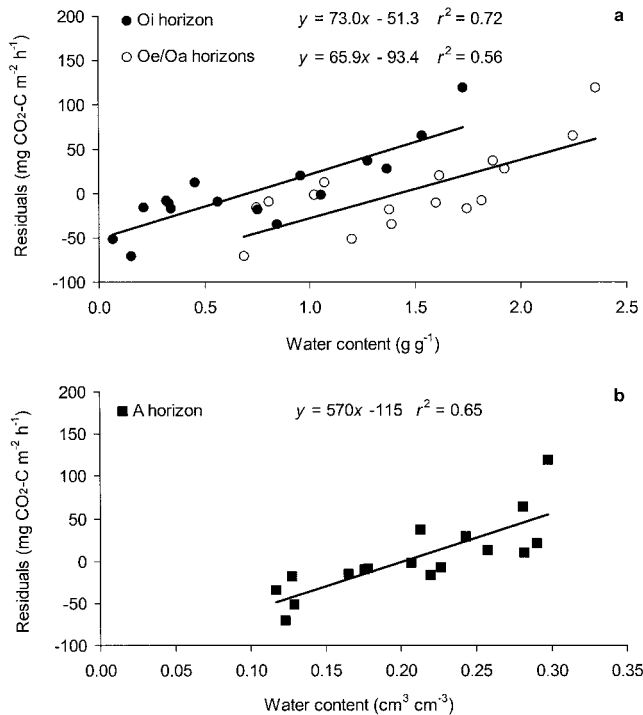 a
● Oi horizon y = 73.0x - 51.3 r² = 0.72
○ Oe/Oa horizons y = 65.9x - 93.4 r² = 0.56
Residuals (mg CO₂-C m⁻² h⁻¹)
200
150
100
50
0
-50
-100
0.0 0.5 1.0 1.5 2.0 2.5
Water content (g g⁻¹)
b
■ A horizon y = 570x -115 r² = 0.65
Residuals (mg CO₂-C m⁻² h⁻¹)
200
150
100
50
0
-50
-100
0.00 0.05 0.10 0.15 0.20 0.25 0.30 0.35
Water content (cm³ cm⁻³)